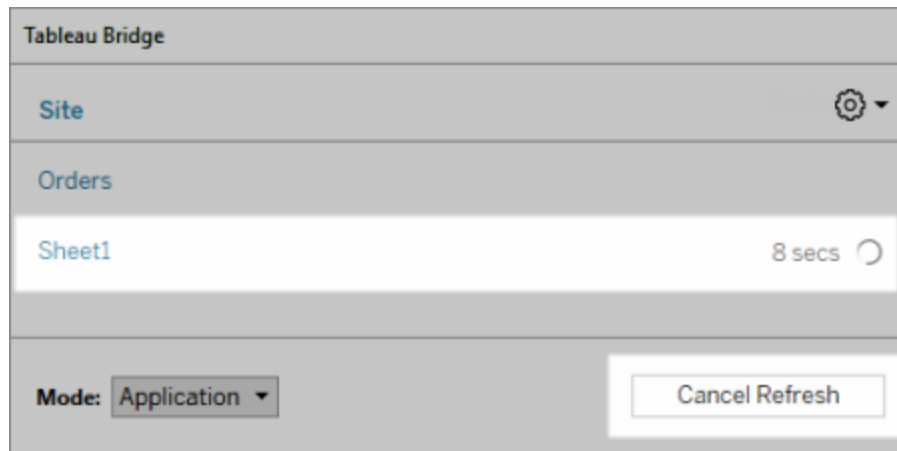 Tableau Bridge
Site
Orders
Sheet1 8 secs
Mode: Application Cancel Refresh